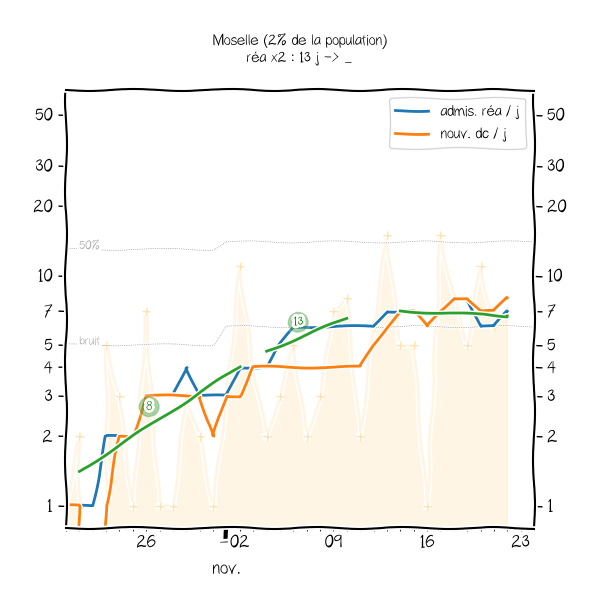 Moselle (2% de la population)
réa x2 : 13 j -> _
admis. réa / j
nouv. dc / j
50 50
30 30
20 20
50%
10 10
13
7 7
bruit
5 5
4 4
3 3
8
2 2
1 1
26 02 09 16 23
nov.